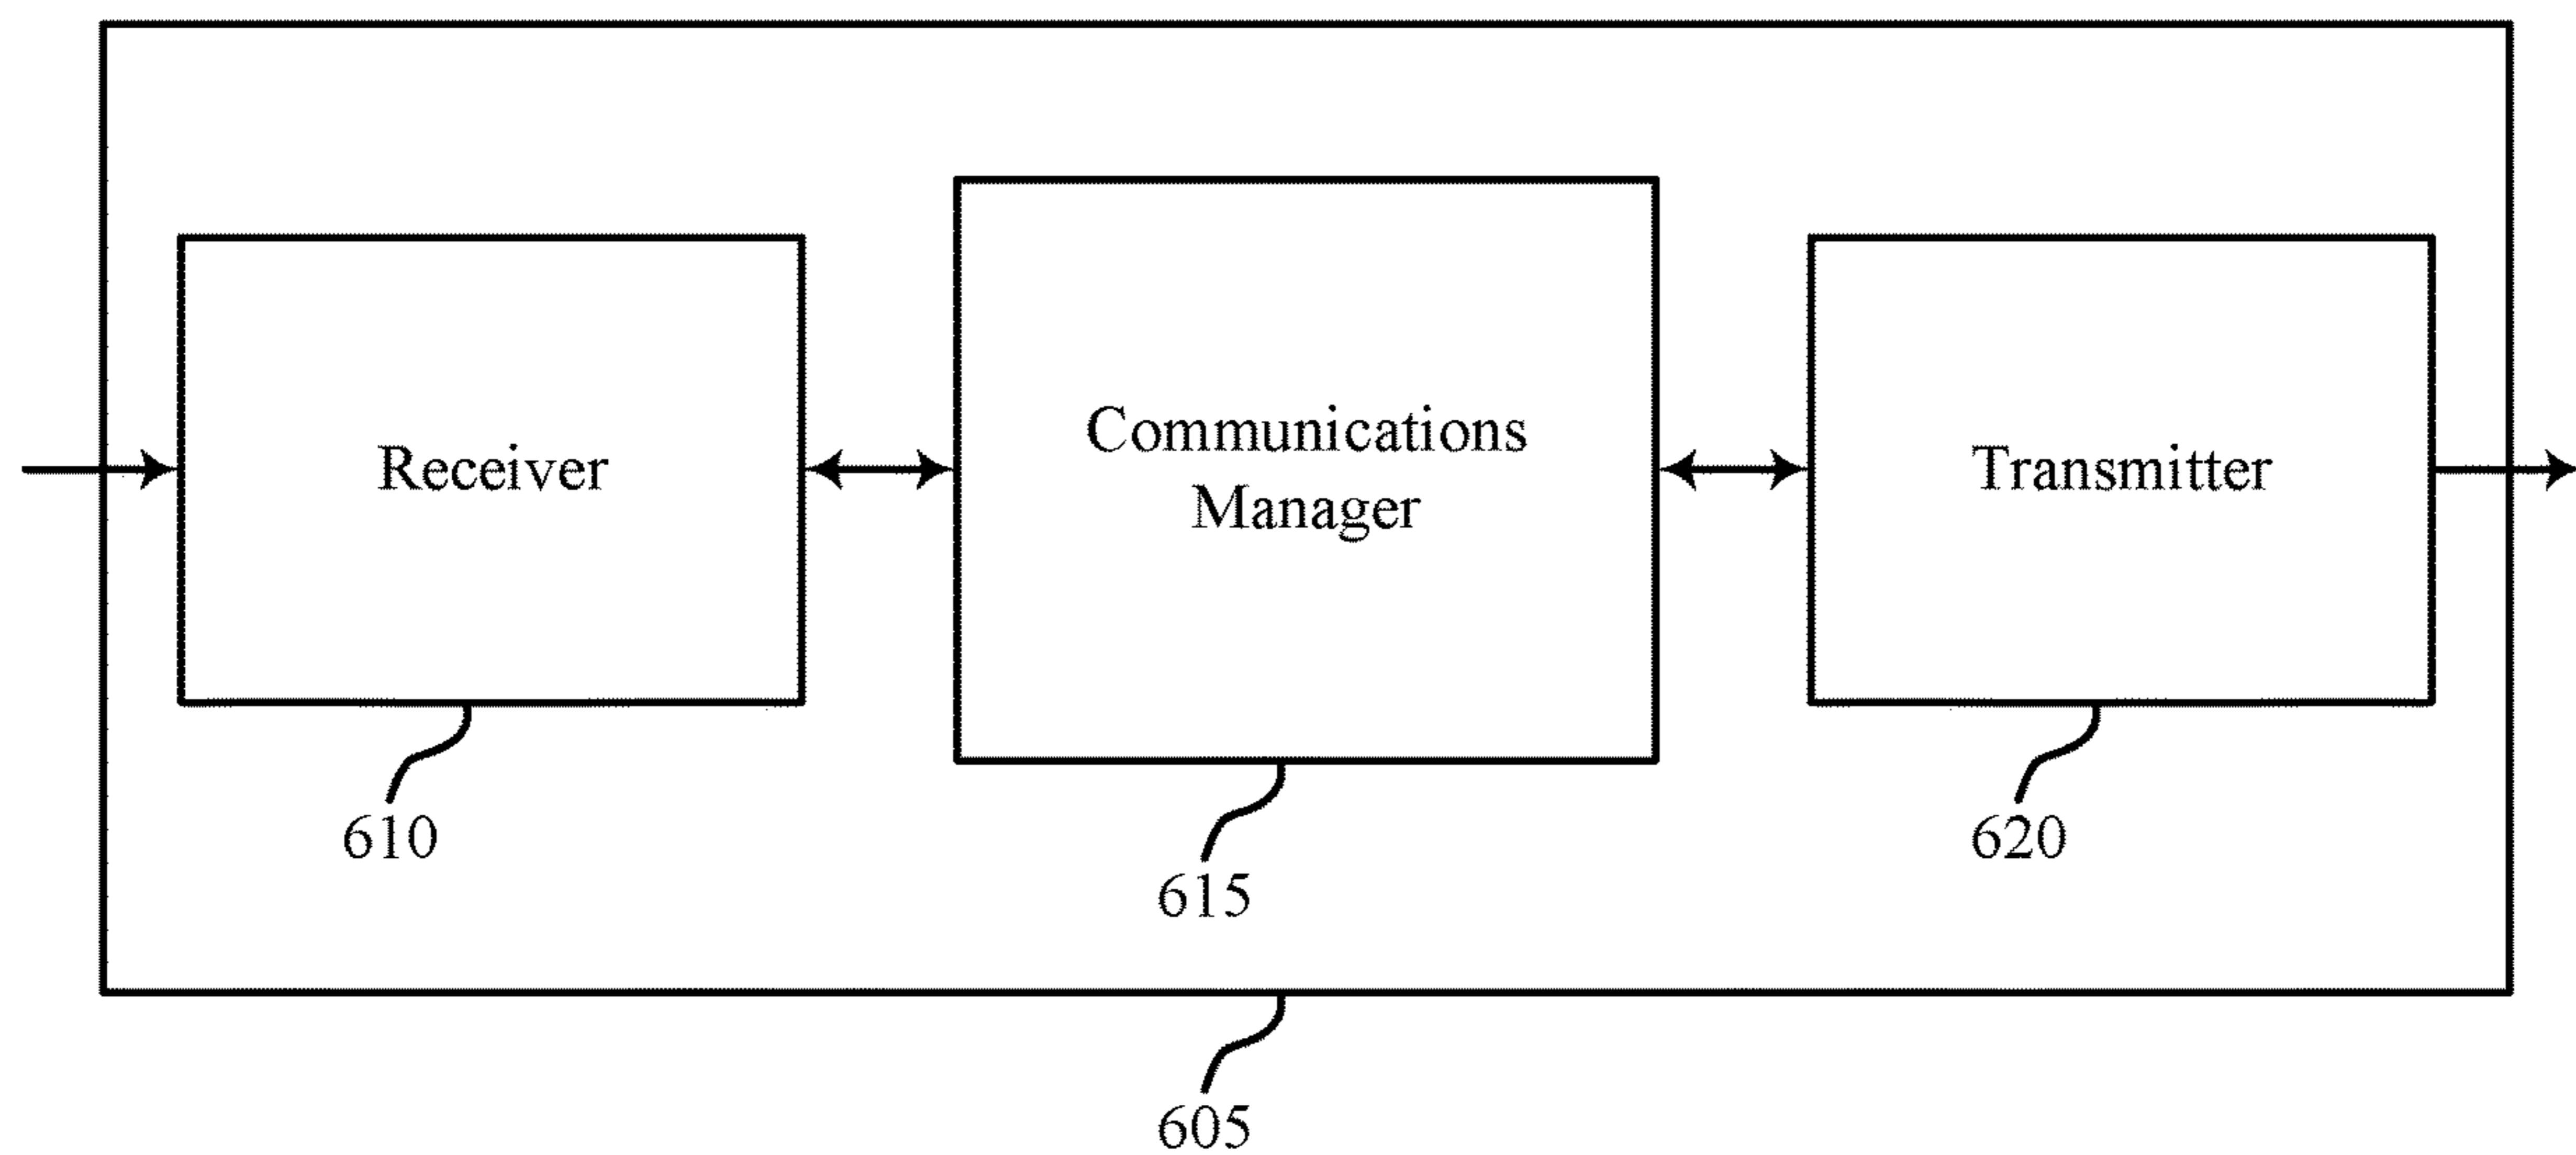 Receiver
Communications
Manager
Transmitter
610
615
620
605